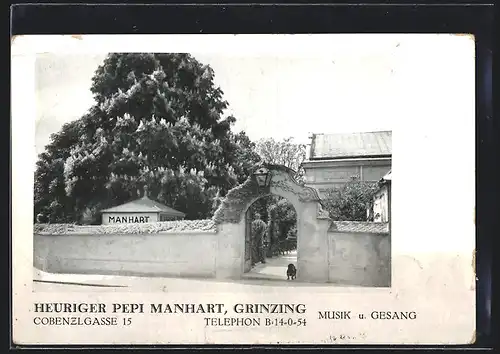 MANHART
HEURIGER PEPI MANHART, GRINZING MUSIK u. GESANG
COBENZLGASSE 15 TELEPHON B-14-0-54